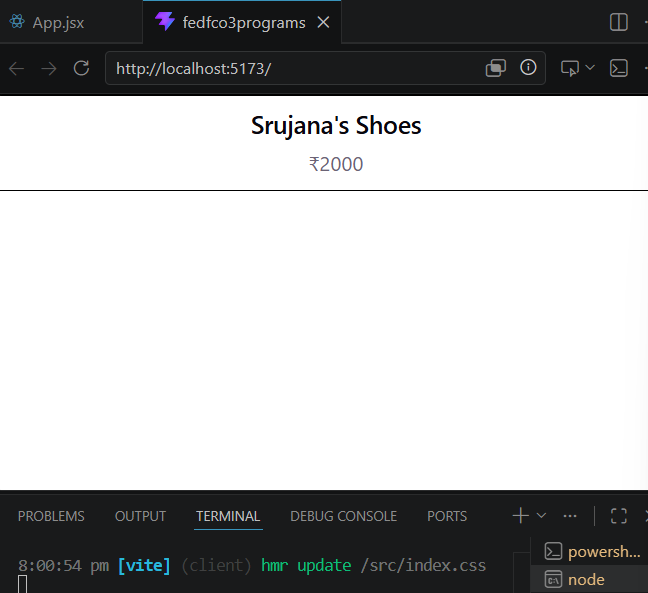 App.jsx fedfco3programs
http://localhost:5173/
Srujana's Shoes
₹2000
PROBLEMS OUTPUT TERMINAL DEBUG CONSOLE PORTS
8:00:54 pm [vite] (client) hmr update /src/index.css
powersh...
node